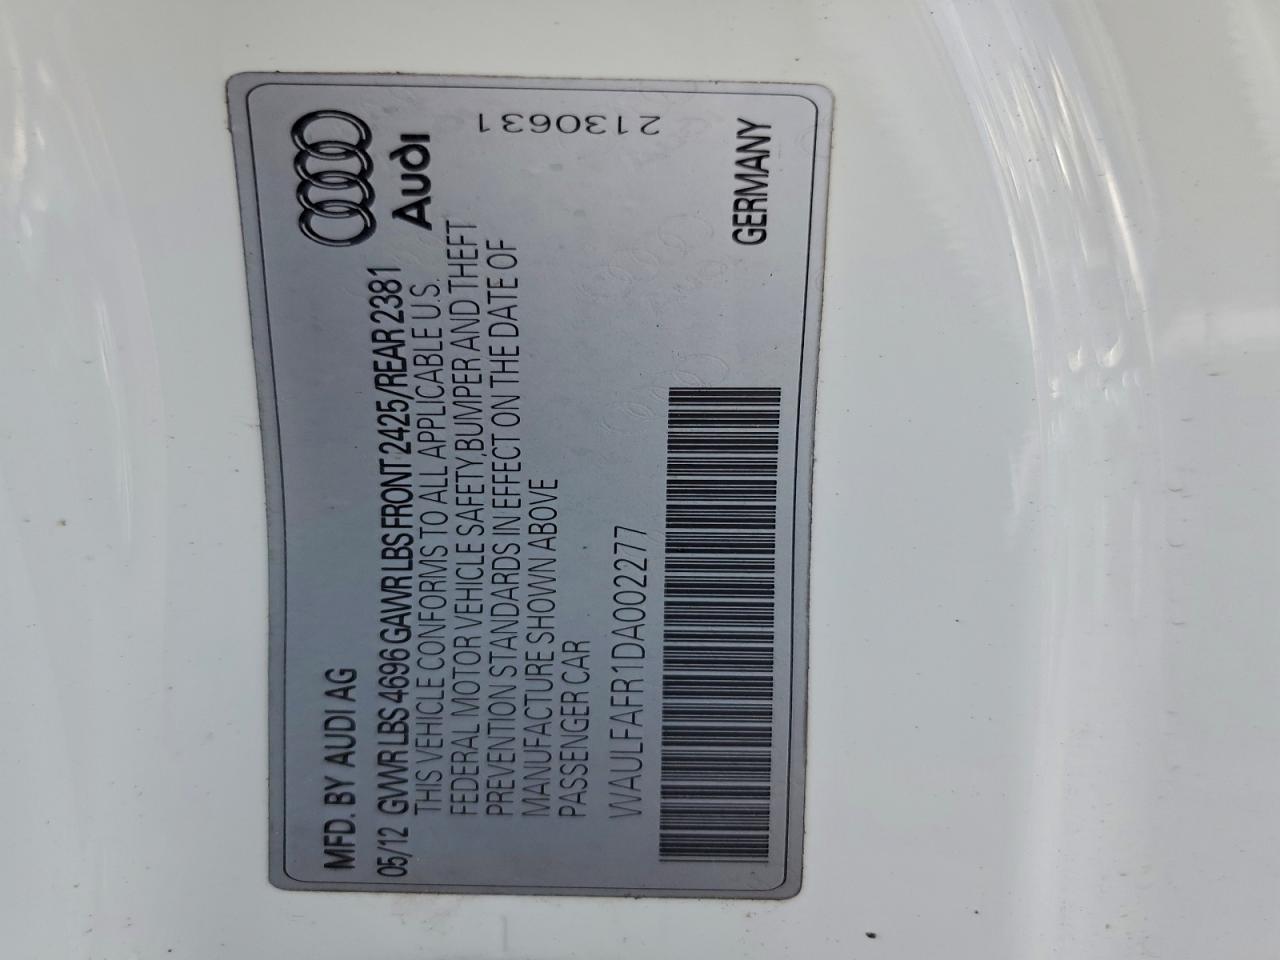 MFD. BY AUDI AG
05/12 GWR LBS 4696 GAWR LBS FRONT 2425/REAR 2381
THIS VEHICLE CONFORMS TO ALL APPLICABLE U.S.
FEDERAL MOTOR VEHICLE SAFETY,BUMPER AND THEFT
PREVENTION STANDARDS IN EFFECT ON THE DATE OF
MANUFACTURE SHOWN ABOVE
PASSENGER CAR
WAULFAFR1DA002277
Audi
2130631
GERMANY